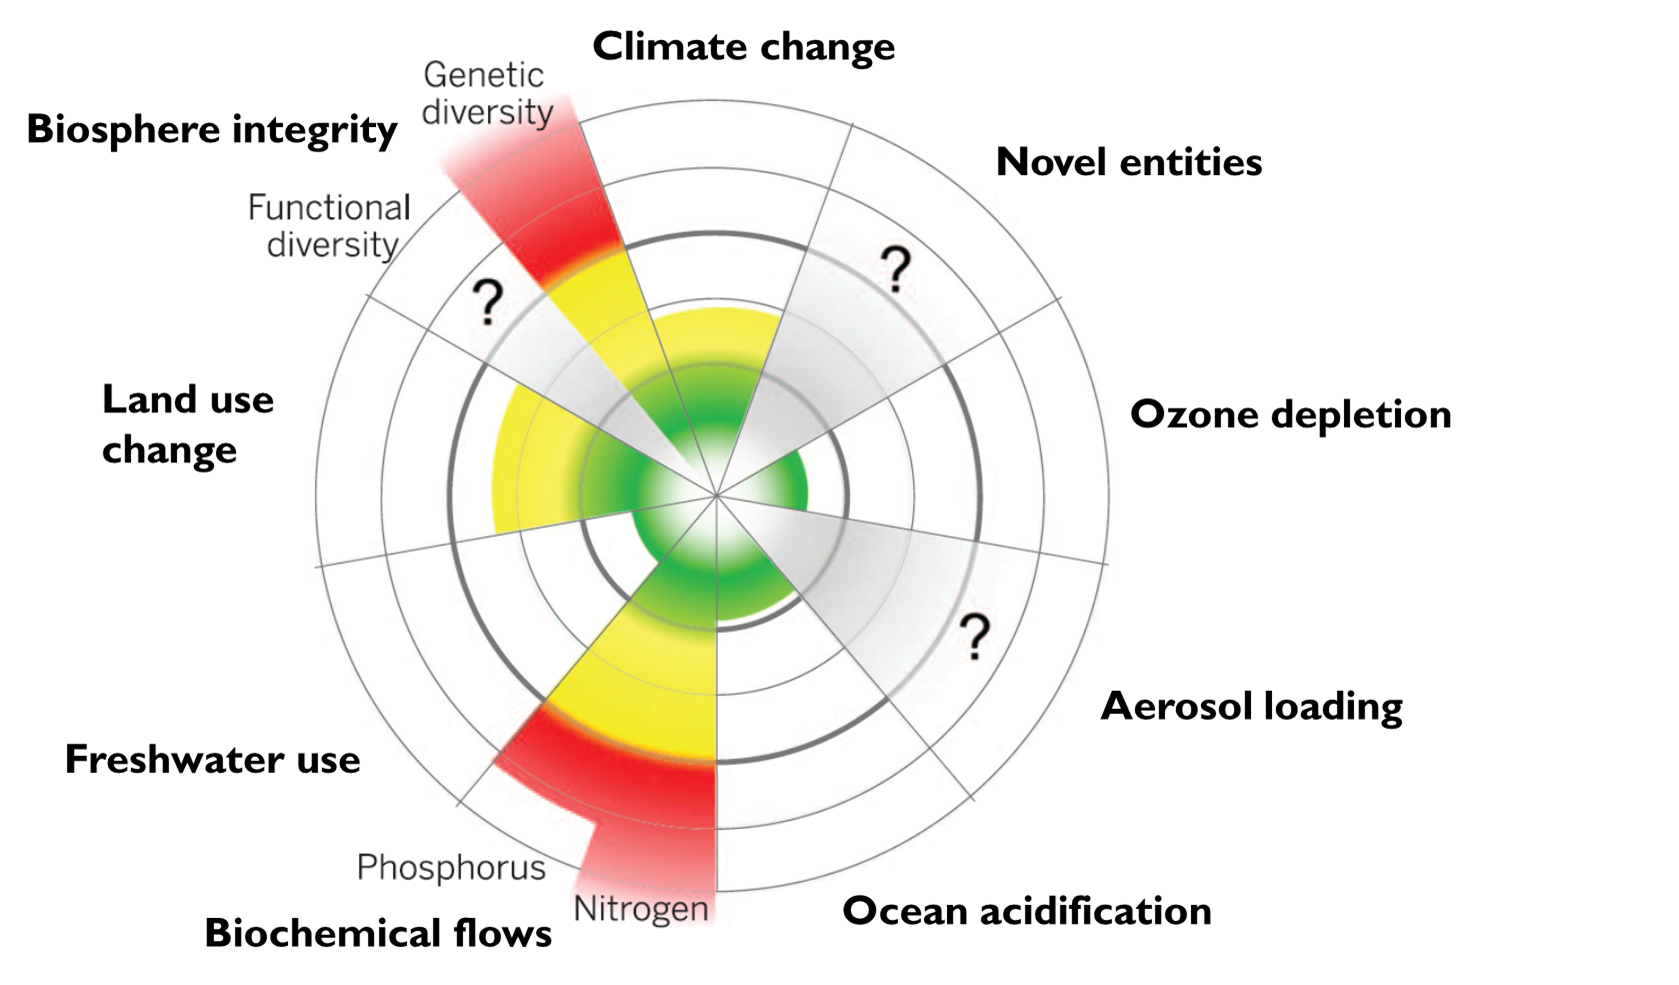 Climate change
Genetic
diversity
Biosphere integrity
Novel entities
Functional
diversity
?
?
Land use
change
Ozone depletion
?
Aerosol loading
Freshwater use
Phosphorus
Nitrogen
Biochemical flows
Ocean acidification